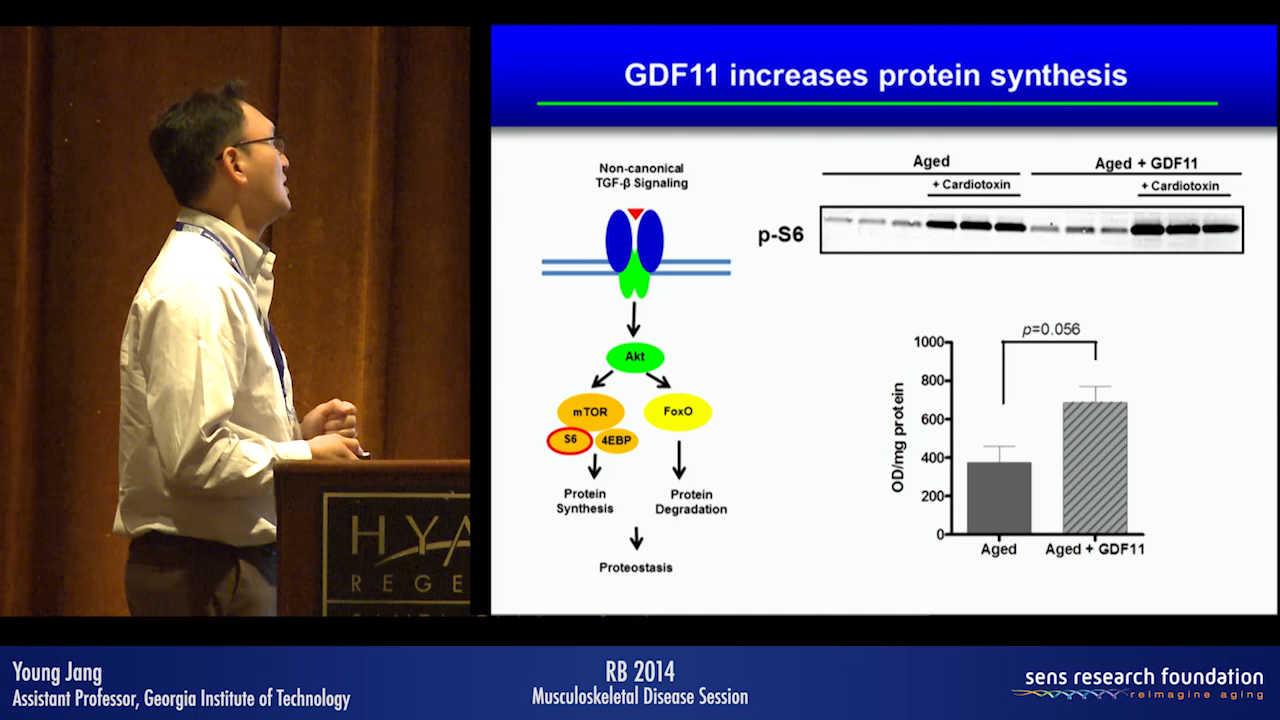 GDF11 increases protein synthesis
Non-canonical
TGF-β Signaling
Akt
mTOR
FoxO
S6
4EBP
Protein
Synthesis
Protein
Degradation
Proteostasis
Aged
Aged + GDF11
+ Cardiotoxin
+ Cardiotoxin
p-S6
p=0.056
1000
800
600
400
200
0
OD/mg protein
Aged
Aged + GDF11
HYA
REGE
Young Jang
Assistant Professor, Georgia Institute of Technology
RB 2014
Musculoskeletal Disease Session
sens research foundation
reimagine aging